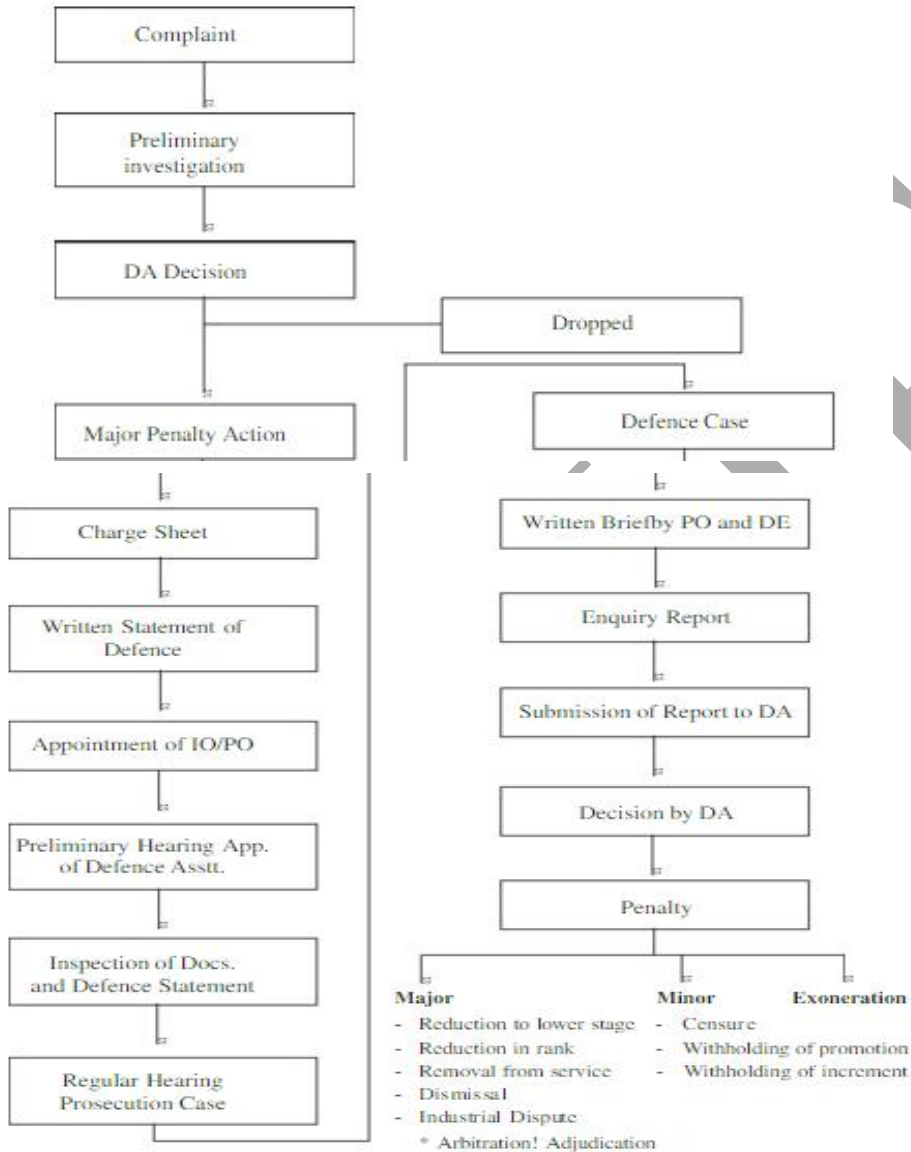 Complaint
Preliminary
investigation
DA Decision
Dropped
Major Penalty Action
Charge Sheet
Written Statement of
Defence
Appointment of IO/PO
Preliminary Hearing App.
of Defence Asstt.
Inspection of Docs.
and Defence Statement
Regular Hearing
Prosecution Case
Defence Case
Written Briefby PO and DE
Enquiry Report
Submission of Report to DA
Decision by DA
Penalty
Major
- Reduction to lower stage
- Reduction in rank
- Removal from service
- Dismissal
- Industrial Dispute
* Arbitration! Adjudication
Minor
- Censure
- Withholding of promotion
- Withholding of increment
Exoneration